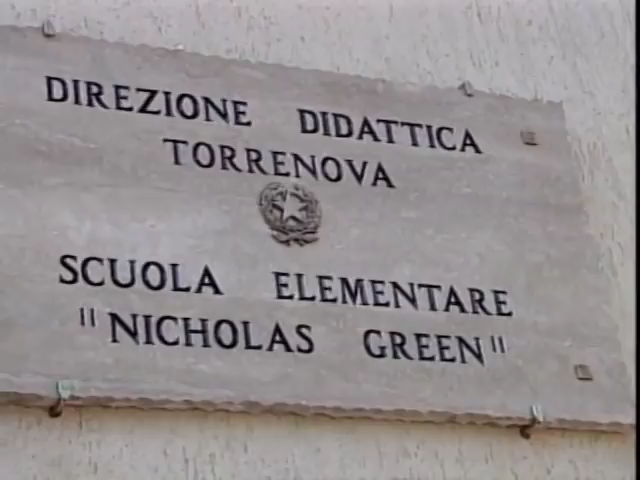 DIREZIONE DIDATTICA
TORRENOVA
SCUOLA ELEMENTARE
"NICHOLAS GREEN"